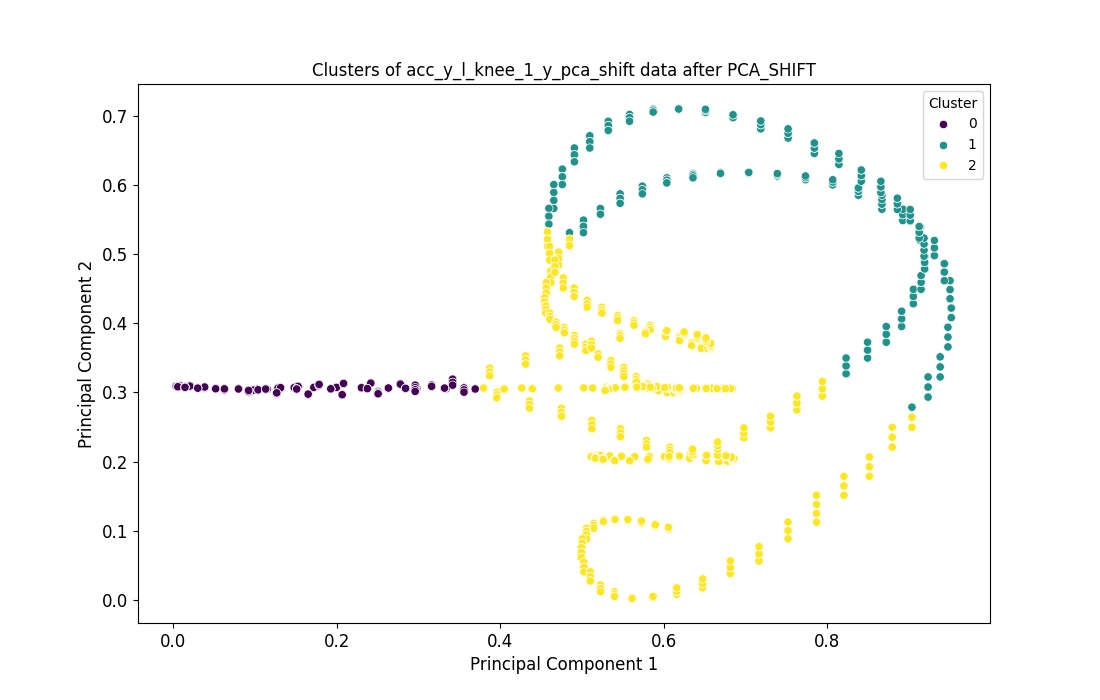 Clusters of acc_y_l_knee_1_y_pca_shift data after PCA_SHIFT
Cluster
0
1
2
0.7
0.6
0.5
0.4
0.3
0.2
0.1
0.0
Principal Component 2
0.0 0.2 0.4 0.6 0.8
Principal Component 1